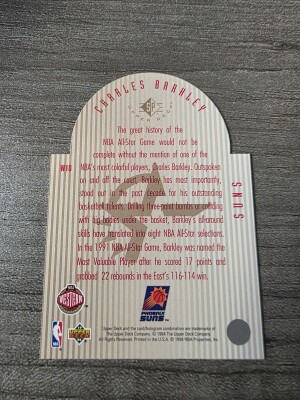 CHARLES BARKLEY
SP
The great history of the
NBA All-Star Game would not be
complete without the mention of one of the
NBA's most colorful players, Charles Barkley. Outspoken
on and off the court, Barkley has most importantly,
stood out in the past decade for his outstanding
basketball talents. Drilling three-point bombs or colliding
with big bodies under the basket, Barkley's all-around
skills have translated into eight NBA All-Star selections.
In the 1991 NBA All-Star Game, Barkley was named the
Most Valuable Player after he scored 17 points and
grabbed 22 rebounds in the East's 116-114 win.
SUNS
WESTERN
NBA
UPPER DECK
PHOENIX
SUNS
Upper Deck and the card/hologram combination are trademarks of
The Upper Deck Company. © 1994 The Upper Deck Company.
All Rights Reserved. Printed in the U.S.A. © 1994 NBA Properties, Inc.